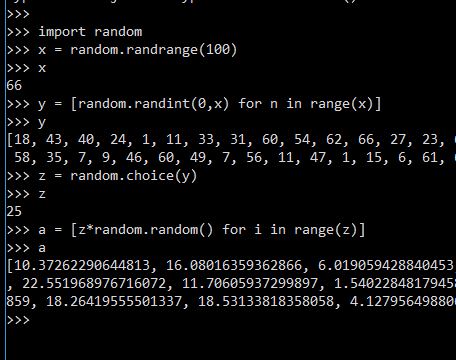 >>>
>>> import random
>>> x = random.randrange(100)
>>> x
66
>>> y = [random.randint(0,x) for n in range(x)]
>>> y
[18, 43, 40, 24, 1, 11, 33, 31, 60, 54, 62, 66, 27, 23,
58, 35, 7, 9, 46, 60, 49, 7, 56, 11, 47, 1, 15, 6, 61,
>>> z = random.choice(y)
>>> z
25
>>> a = [z*random.random() for i in range(z)]
>>> a
[10.37262290644813, 16.08016359362866, 6.019059428840453
, 22.551968976716072, 11.70605937299897, 1.5402284817945
859, 18.26419555501337, 18.53133818358058, 4.12795649880
>>>